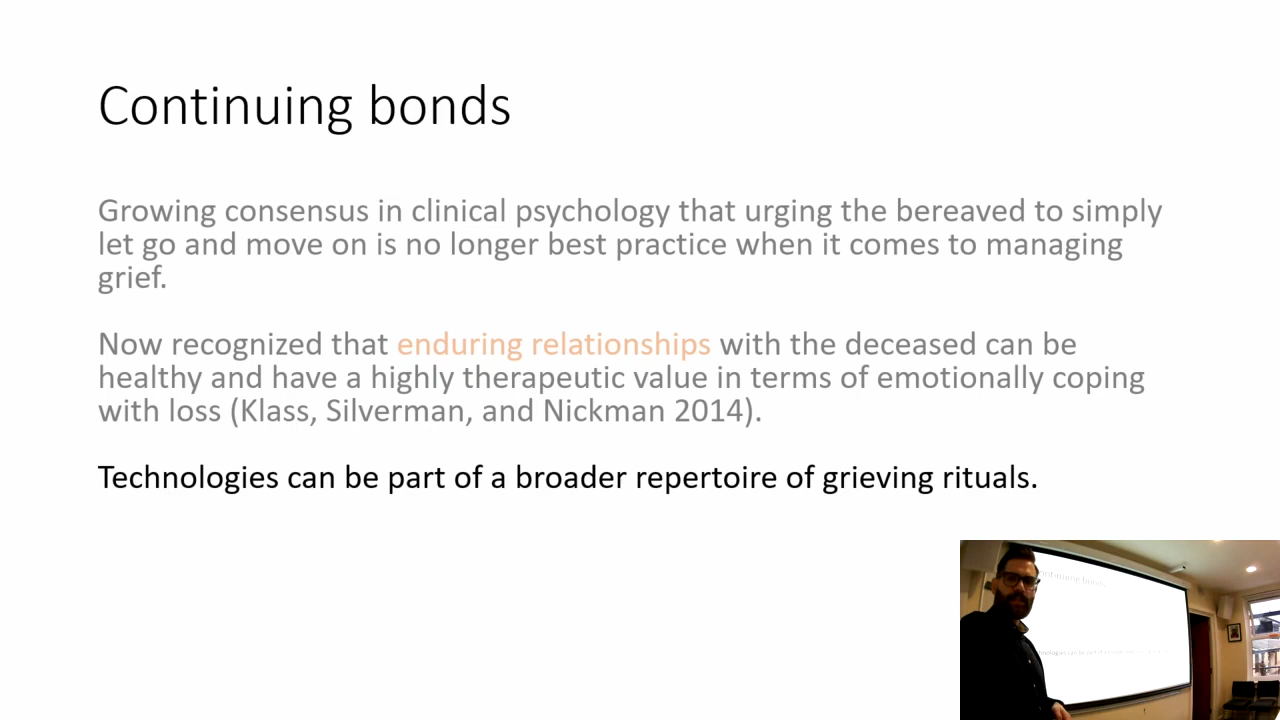 Continuing bonds
Growing consensus in clinical psychology that urging the bereaved to simply
let go and move on is no longer best practice when it comes to managing
grief.
Now recognized that enduring relationships with the deceased can be
healthy and have a highly therapeutic value in terms of emotionally coping
with loss (Klass, Silverman, and Nickman 2014).
Technologies can be part of a broader repertoire of grieving rituals.